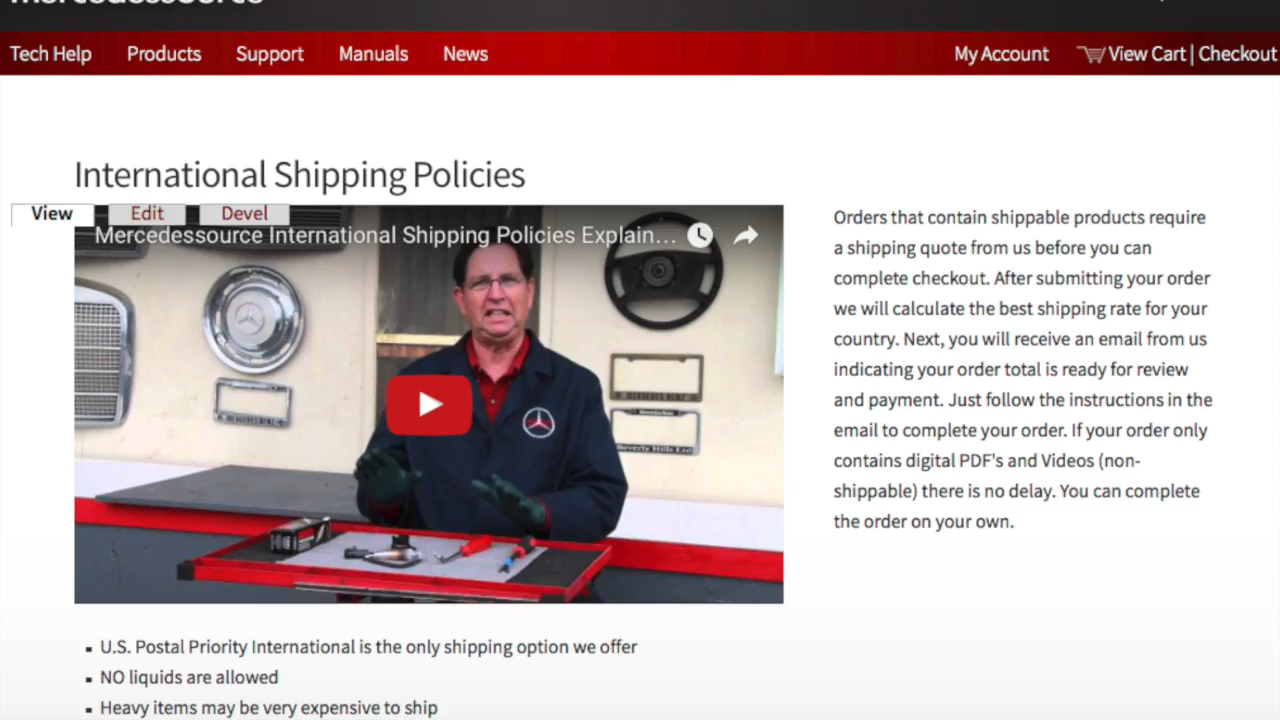 mercedessource
Tech Help Products Support Manuals News My Account View Cart | Checkout
International Shipping Policies
View Edit Devel
Mercedessource International Shipping Policies Explain...
MERCEDES BENZ
Beverly Hills
Orders that contain shippable products require
a shipping quote from us before you can
complete checkout. After submitting your order
we will calculate the best shipping rate for your
country. Next, you will receive an email from us
indicating your order total is ready for review
and payment. Just follow the instructions in the
email to complete your order. If your order only
contains digital PDF's and Videos (non-
shippable) there is no delay. You can complete
the order on your own.
▪ U.S. Postal Priority International is the only shipping option we offer
▪ NO liquids are allowed
▪ Heavy items may be very expensive to ship